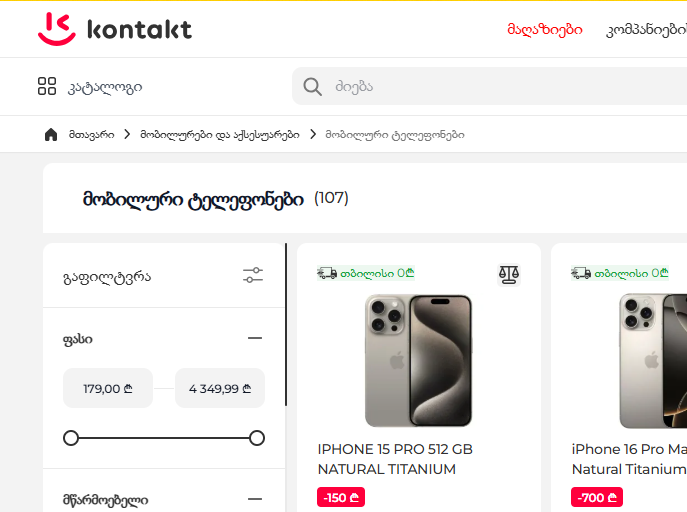 kontakt
მაღაზიები
კატალოგი
ძიება
მთავარი > მობილურები და აქსესუარები > მობილური ტელეფონები
მობილური ტელეფონები (107)
გაფილტვრა
თბილისი 0₾
თბილისი 0₾
ფასი
179,00 ₾
4 349,99 ₾
IPHONE 15 PRO 512 GB
NATURAL TITANIUM
iPhone 16 Pro
Natural Titanium
-150 ₾
-700 ₾
მწარმოებელი